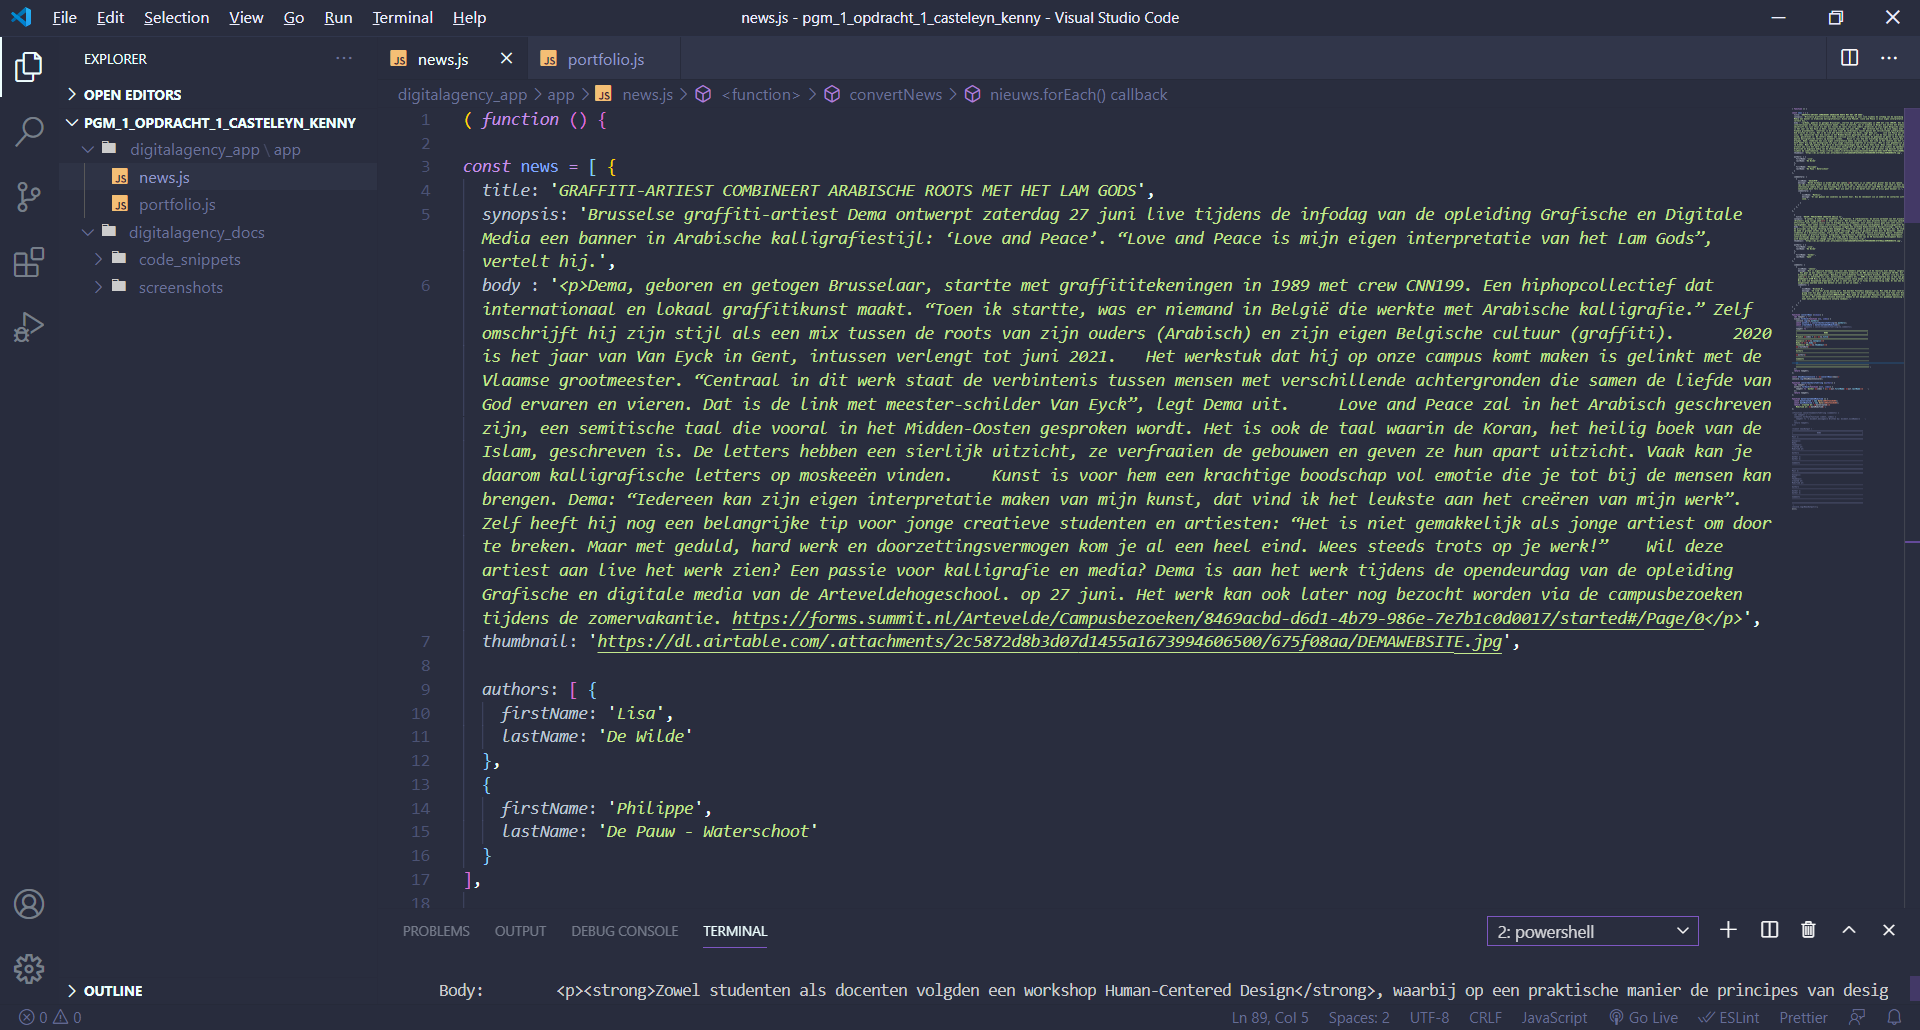 File Edit Selection View Go Run Terminal Help
news.js - pgm_1_opdracht_1_casteleyn_kenny - Visual Studio Code
EXPLORER
OPEN EDITORS
PGM_1_OPDRACHT_1_CASTELEYN_KENNY
digitalagency_app \ app
JS news.js
JS portfolio.js
digitalagency_docs
code_snippets
screenshots
OUTLINE
JS news.js
JS portfolio.js
digitalagency_app > app > JS news.js > <function> > convertNews > nieuws.forEach() callback
1 ( function () {
2
3 const news = [ {
4 title: 'GRAFFITI-ARTIEST COMBINEERT ARABISCHE ROOTS MET HET LAM GODS',
5 synopsis: 'Brusselse graffiti-artiest Dema ontwerpt zaterdag 27 juni live tijdens de infodag van de opleiding Grafische en Digitale
Media een banner in Arabische kalligrafiestijl: ‘Love and Peace’. “Love and Peace is mijn eigen interpretatie van het Lam Gods”,
vertelt hij.',
6 body : '<p>Dema, geboren en getogen Brusselaar, startte met graffititekeningen in 1989 met crew CNN199. Een hiphopcollectief dat
internationaal en lokaal graffitikunst maakt. “Toen ik startte, was er niemand in België die werkte met Arabische kalligrafie.” Zelf
omschrijft hij zijn stijl als een mix tussen de roots van zijn ouders (Arabisch) en zijn eigen Belgische cultuur (graffiti). 2020
is het jaar van Van Eyck in Gent, intussen verlengt tot juni 2021. Het werkstuk dat hij op onze campus komt maken is gelinkt met de
Vlaamse grootmeester. “Centraal in dit werk staat de verbintenis tussen mensen met verschillende achtergronden die samen de liefde van
God ervaren en vieren. Dat is de link met meester-schilder Van Eyck”, legt Dema uit. Love and Peace zal in het Arabisch geschreven
zijn, een semitische taal die vooral in het Midden-Oosten gesproken wordt. Het is ook de taal waarin de Koran, het heilig boek van de
Islam, geschreven is. De letters hebben een sierlijk uitzicht, ze verfraaien de gebouwen en geven ze hun apart uitzicht. Vaak kan je
daarom kalligrafische letters op moskeeën vinden. Kunst is voor hem een krachtige boodschap vol emotie die je tot bij de mensen kan
brengen. Dema: “Iedereen kan zijn eigen interpretatie maken van mijn kunst, dat vind ik het leukste aan het creëren van mijn werk”.
Zelf heeft hij nog een belangrijke tip voor jonge creatieve studenten en artiesten: “Het is niet gemakkelijk als jonge artiest om door
te breken. Maar met geduld, hard werk en doorzettingsvermogen kom je al een heel eind. Wees steeds trots op je werk!” Wil deze
artiest aan live het werk zien? Een passie voor kalligrafie en media? Dema is aan het werk tijdens de opendeurdag van de opleiding
Grafische en digitale media van de Arteveldehogeschool. op 27 juni. Het werk kan ook later nog bezocht worden via de campusbezoeken
tijdens de zomervakantie. https://forms.summit.nl/Artevelde/Campusbezoeken/8469acbd-d6d1-4b79-986e-7e7b1c0d0017/started#/Page/0</p>',
7 thumbnail: 'https://dl.airtable.com/.attachments/2c5872d8b3d07d1455a1673994606500/675f08aa/DEMAWEBSITE.jpg',
8
9 authors: [ {
10 firstName: 'Lisa',
11 lastName: 'De Wilde'
12 },
13 {
14 firstName: 'Philippe',
15 lastName: 'De Pauw - Waterschoot'
16 }
17 ],
18
PROBLEMS OUTPUT DEBUG CONSOLE TERMINAL
2: powershell
Body: <p><strong>Zowel studenten als docenten volgden een workshop Human-Centered Design</strong>, waarbij op een praktische manier de principes van desig
0 0
Ln 89, Col 5 Spaces: 2 UTF-8 CRLF JavaScript Go Live ESLint Prettier